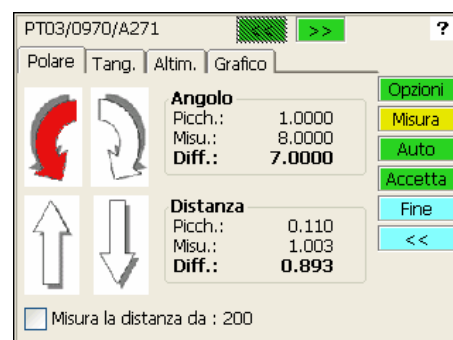 PT03/0970/A271 << >> ?
Polare Tang. Altim. Grafico
Angolo
Picch.: 1.0000
Misu.: 8.0000
Diff.: 7.0000
Distanza
Picch.: 0.110
Misu.: 1.003
Diff.: 0.893
Misura la distanza da : 200
Opzioni
Misura
Auto
Accetta
Fine
<<